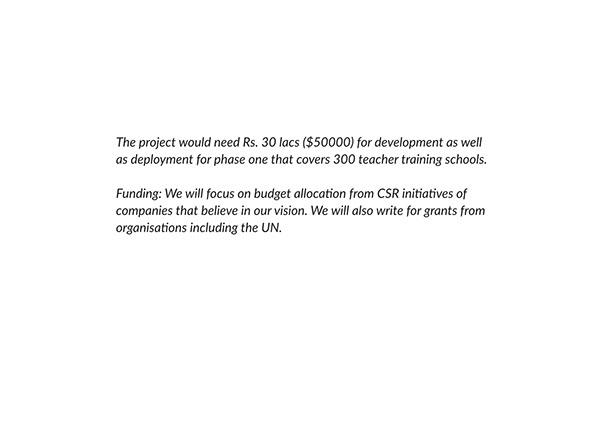 The project would need Rs. 30 lacs ($50000) for development as well
as deployment for phase one that covers 300 teacher training schools.
Funding: We will focus on budget allocation from CSR initiatives of
companies that believe in our vision. We will also write for grants from
organisations including the UN.